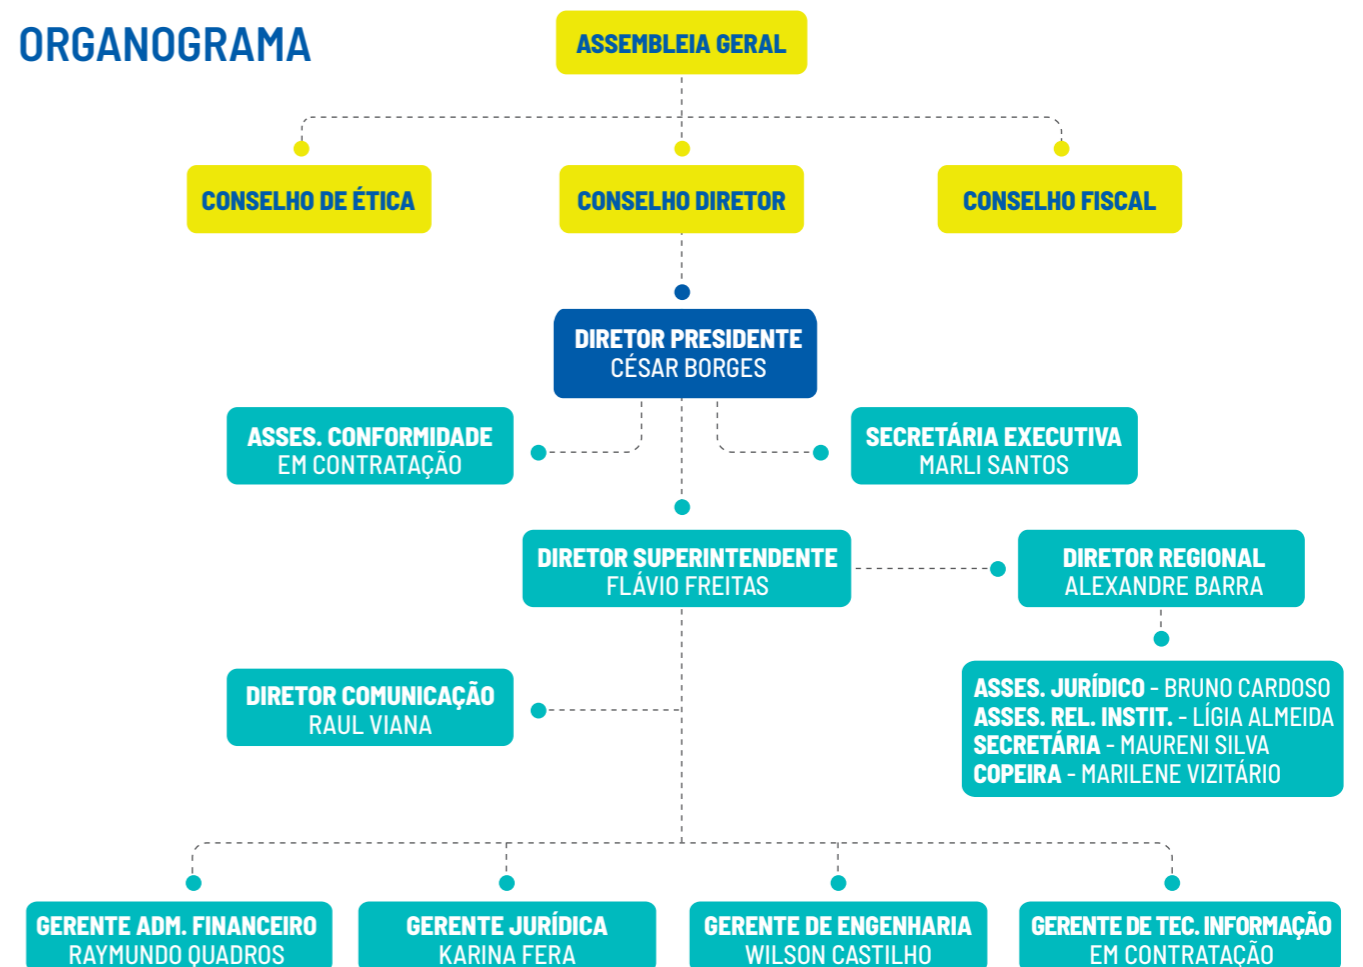 ORGANOGRAMA
ASSEMBLEIA GERAL
CONSELHO DE ÉTICA
CONSELHO DIRETOR
CONSELHO FISCAL
DIRETOR PRESIDENTE
CÉSAR BORGES
ASSES. CONFORMIDADE
EM CONTRATAÇÃO
SECRETÁRIA EXECUTIVA
MARLI SANTOS
DIRETOR SUPERINTENDENTE
FLÁVIO FREITAS
DIRETOR REGIONAL
ALEXANDRE BARRA
DIRETOR COMUNICAÇÃO
RAUL VIANA
ASSES. JURÍDICO - BRUNO CARDOSO
ASSES. REL. INSTIT. - LÍGIA ALMEIDA
SECRETÁRIA - MAURENI SILVA
COPEIRA - MARILENE VIZITÁRIO
GERENTE ADM. FINANCEIRO
RAYMUNDO QUADROS
GERENTE JURÍDICA
KARINA FERA
GERENTE DE ENGENHARIA
WILSON CASTILHO
GERENTE DE TEC. INFORMAÇÃO
EM CONTRATAÇÃO